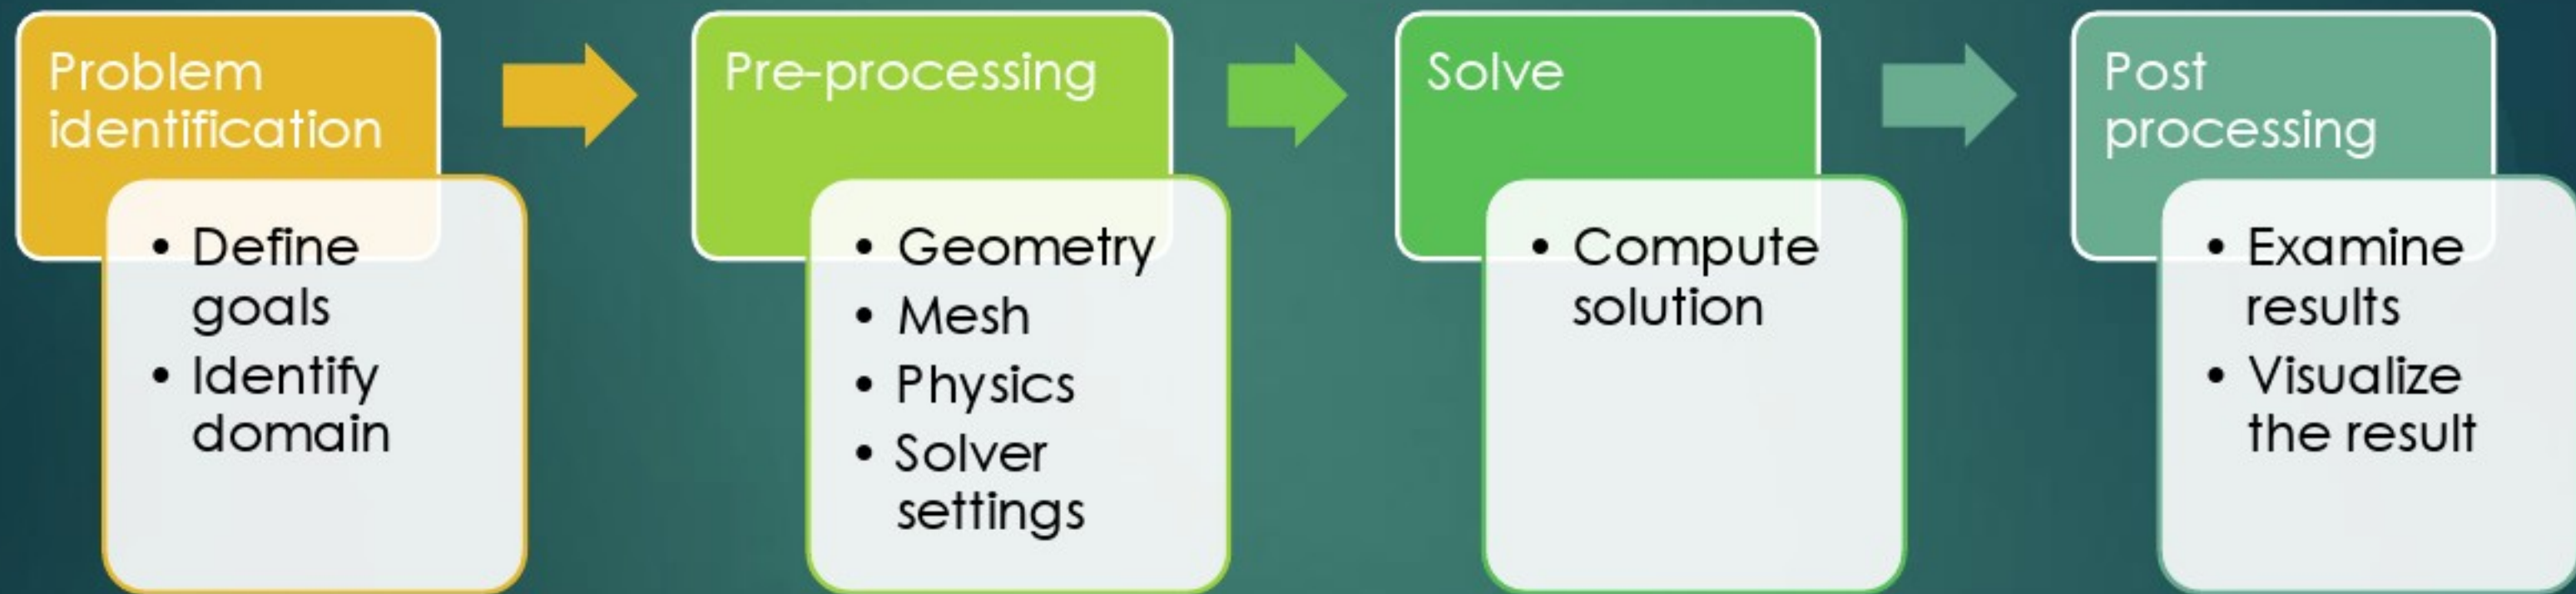 Problem
identification
• Define
goals
• Identify
domain
Pre-processing
• Geometry
• Mesh
• Physics
• Solver
settings
Solve
• Compute
solution
Post
processing
• Examine
results
• Visualize
the result